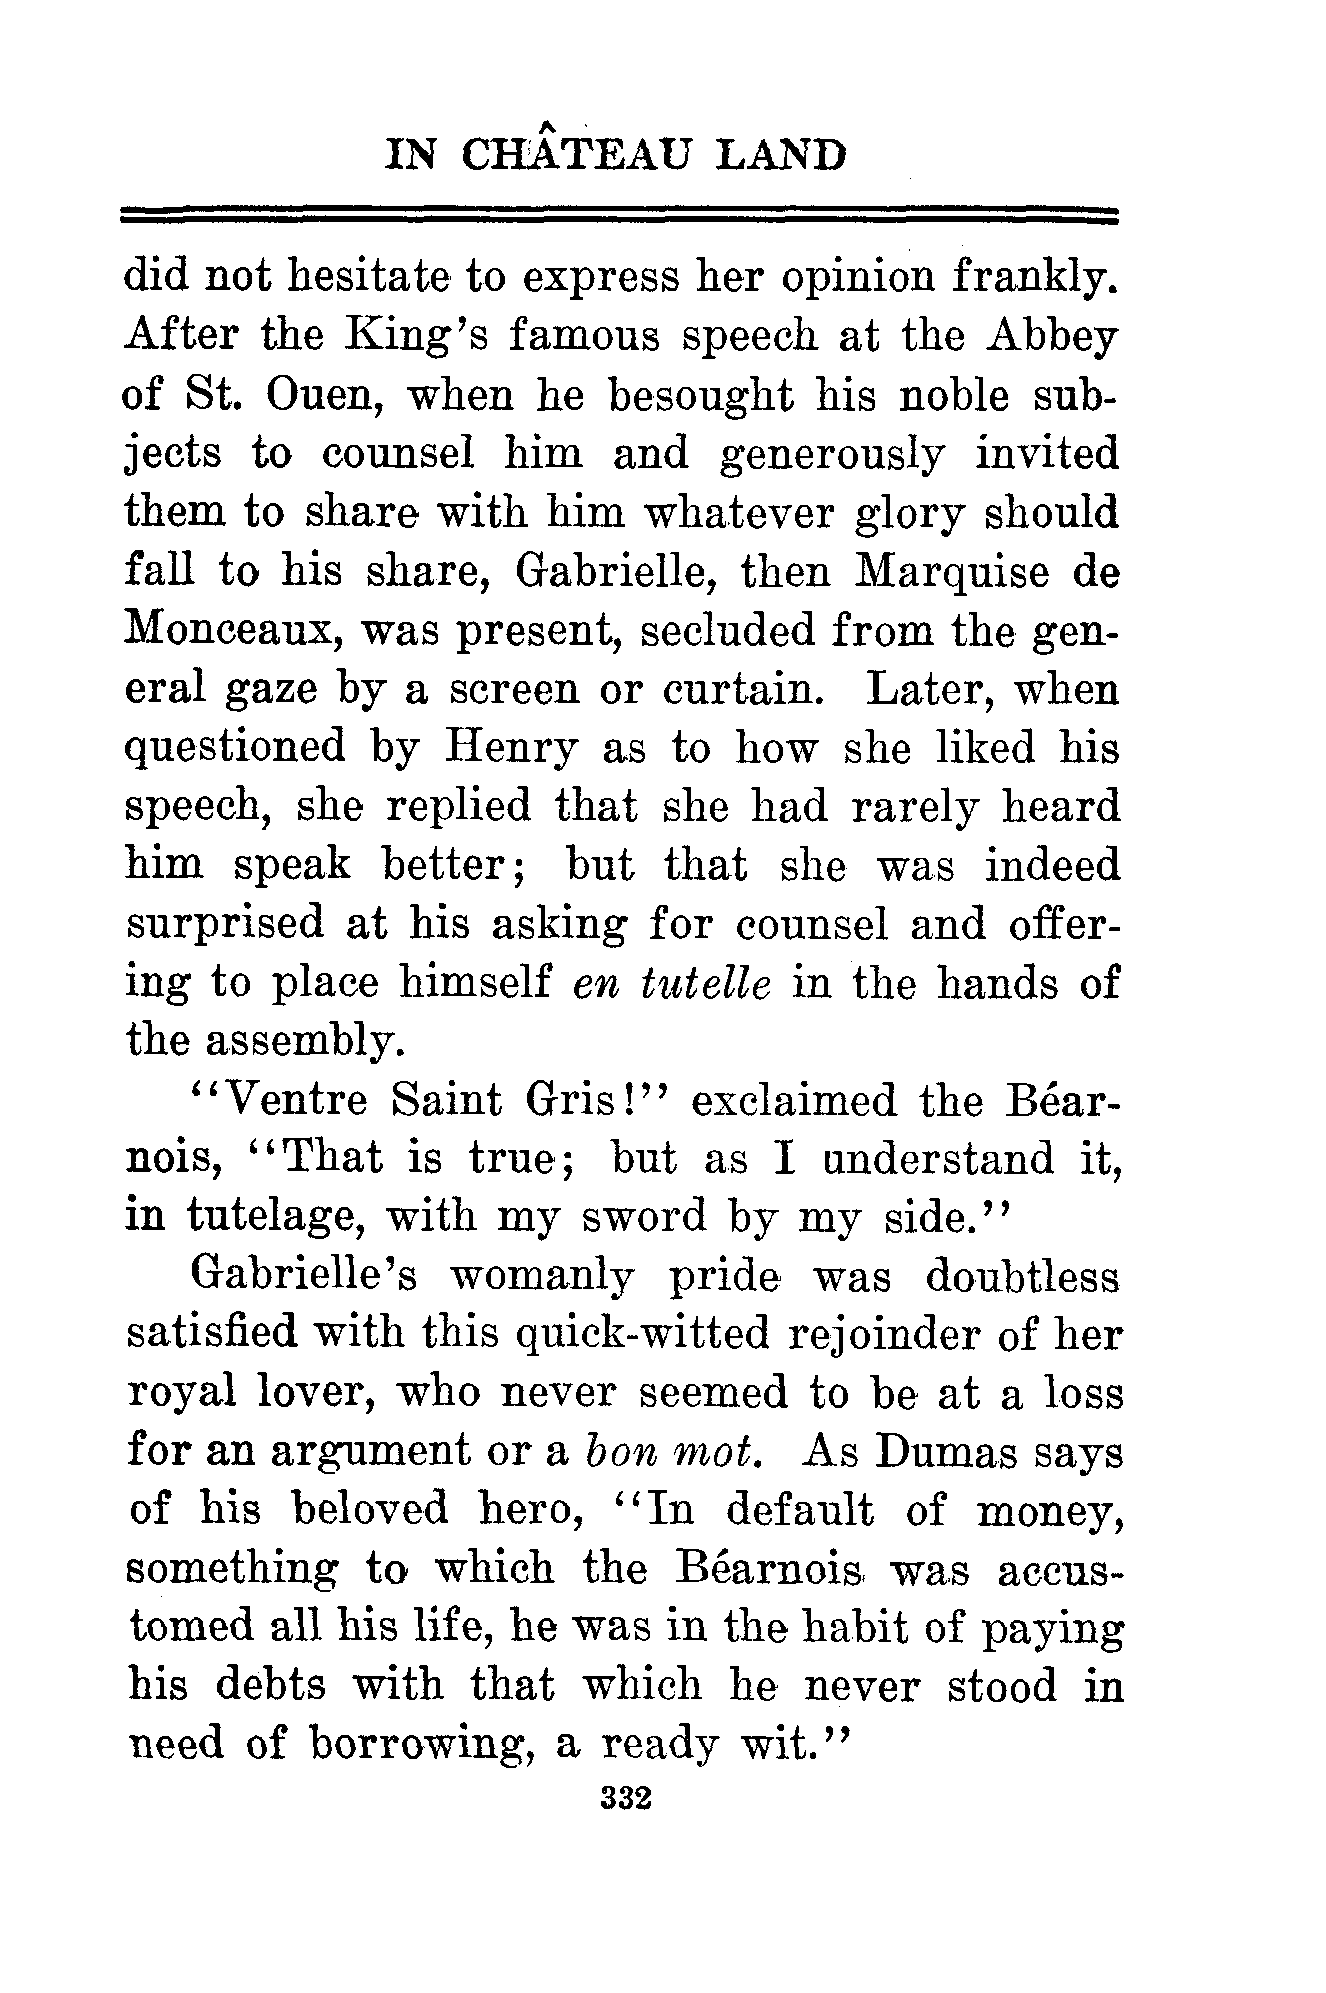 IN CHÂTEAU LAND
did not hesitate to express her opinion frankly.
After the King's famous speech at the Abbey
of St. Ouen, when he besought his noble sub-
jects to counsel him and generously invited
them to share with him whatever glory should
fall to his share, Gabrielle, then Marquise de
Monceaux, was present, secluded from the gen-
eral gaze by a screen or curtain. Later, when
questioned by Henry as to how she liked his
speech, she replied that she had rarely heard
him speak better; but that she was indeed
surprised at his asking for counsel and offer-
ing to place himself en tutelle in the hands of
the assembly.
"Ventre Saint Gris!" exclaimed the Béar-
nois, "That is true; but as I understand it,
in tutelage, with my sword by my side."
Gabrielle's womanly pride was doubtless
satisfied with this quick-witted rejoinder of her
royal lover, who never seemed to be at a loss
for an argument or a bon mot. As Dumas says
of his beloved hero, "In default of money,
something to which the Béarnois was accus-
tomed all his life, he was in the habit of paying
his debts with that which he never stood in
need of borrowing, a ready wit."
332